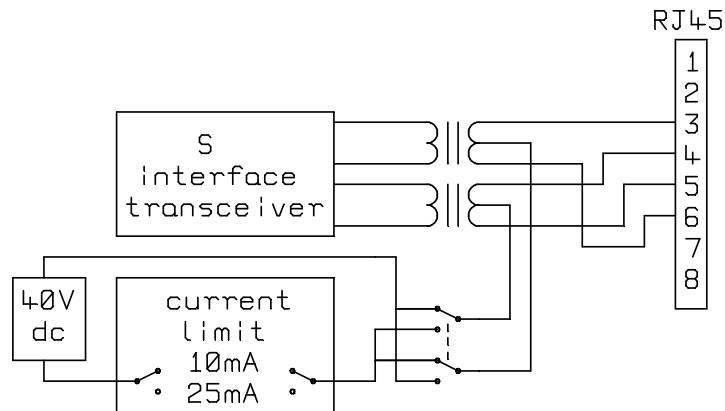 RJ45
1
2
3
4
5
6
7
8
S
interface
transceiver
40V
dc
current
limit
10mA
25mA